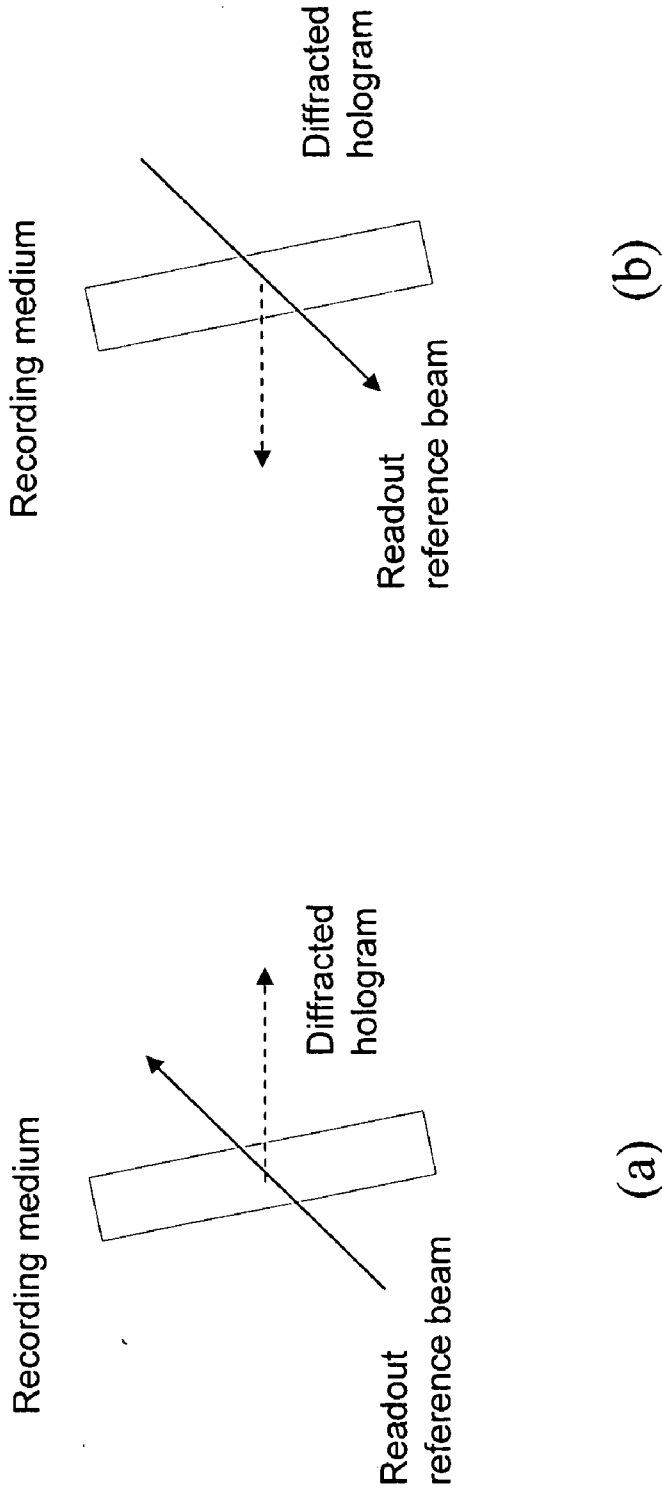 Recording medium
Readout
reference beam
Diffracted
hologram
(a)
Recording medium
Readout
reference beam
Diffracted
hologram
(b)